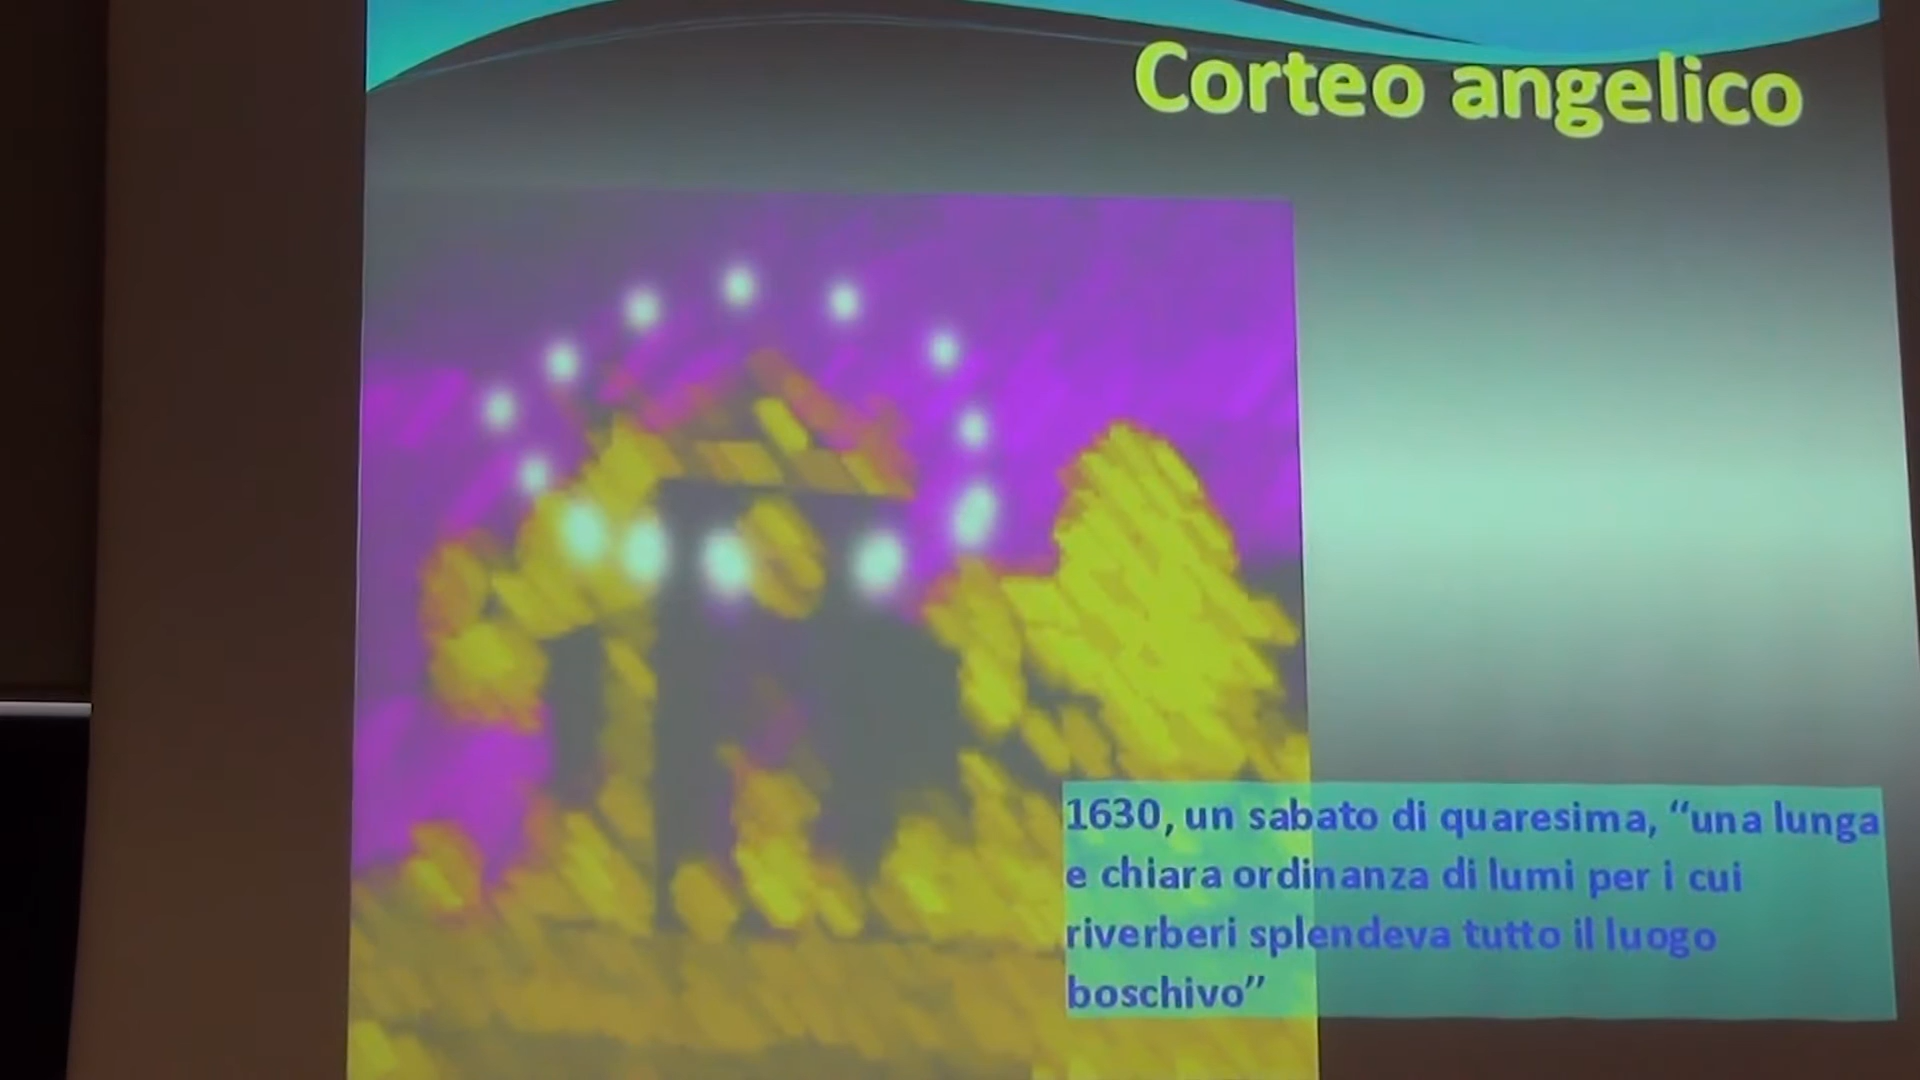 Corteo angelico
1630, un sabato di quaresima, “una lunga
e chiara ordinanza di lumi per i cui
riverberi splendeva tutto il luogo
boschivo”